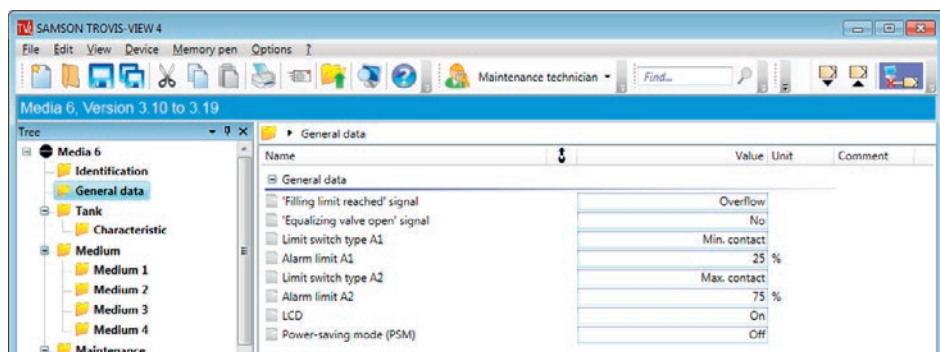 SAMSON TROVIS-VIEW 4
File Edit View Device Memory pen Options ?
Maintenance technician
Find...
Media 6, Version 3.10 to 3.19
Tree
General data
Media 6
Identification
General data
Tank
Characteristic
Medium
Medium 1
Medium 2
Medium 3
Medium 4
Maintenance
Name Value Unit Comment
General data
'Filling limit reached' signal Overflow
'Equalizing valve open' signal No
Limit switch type A1 Min. contact
Alarm limit A1 25 %
Limit switch type A2 Max. contact
Alarm limit A2 75 %
LCD On
Power-saving mode (PSM) Off